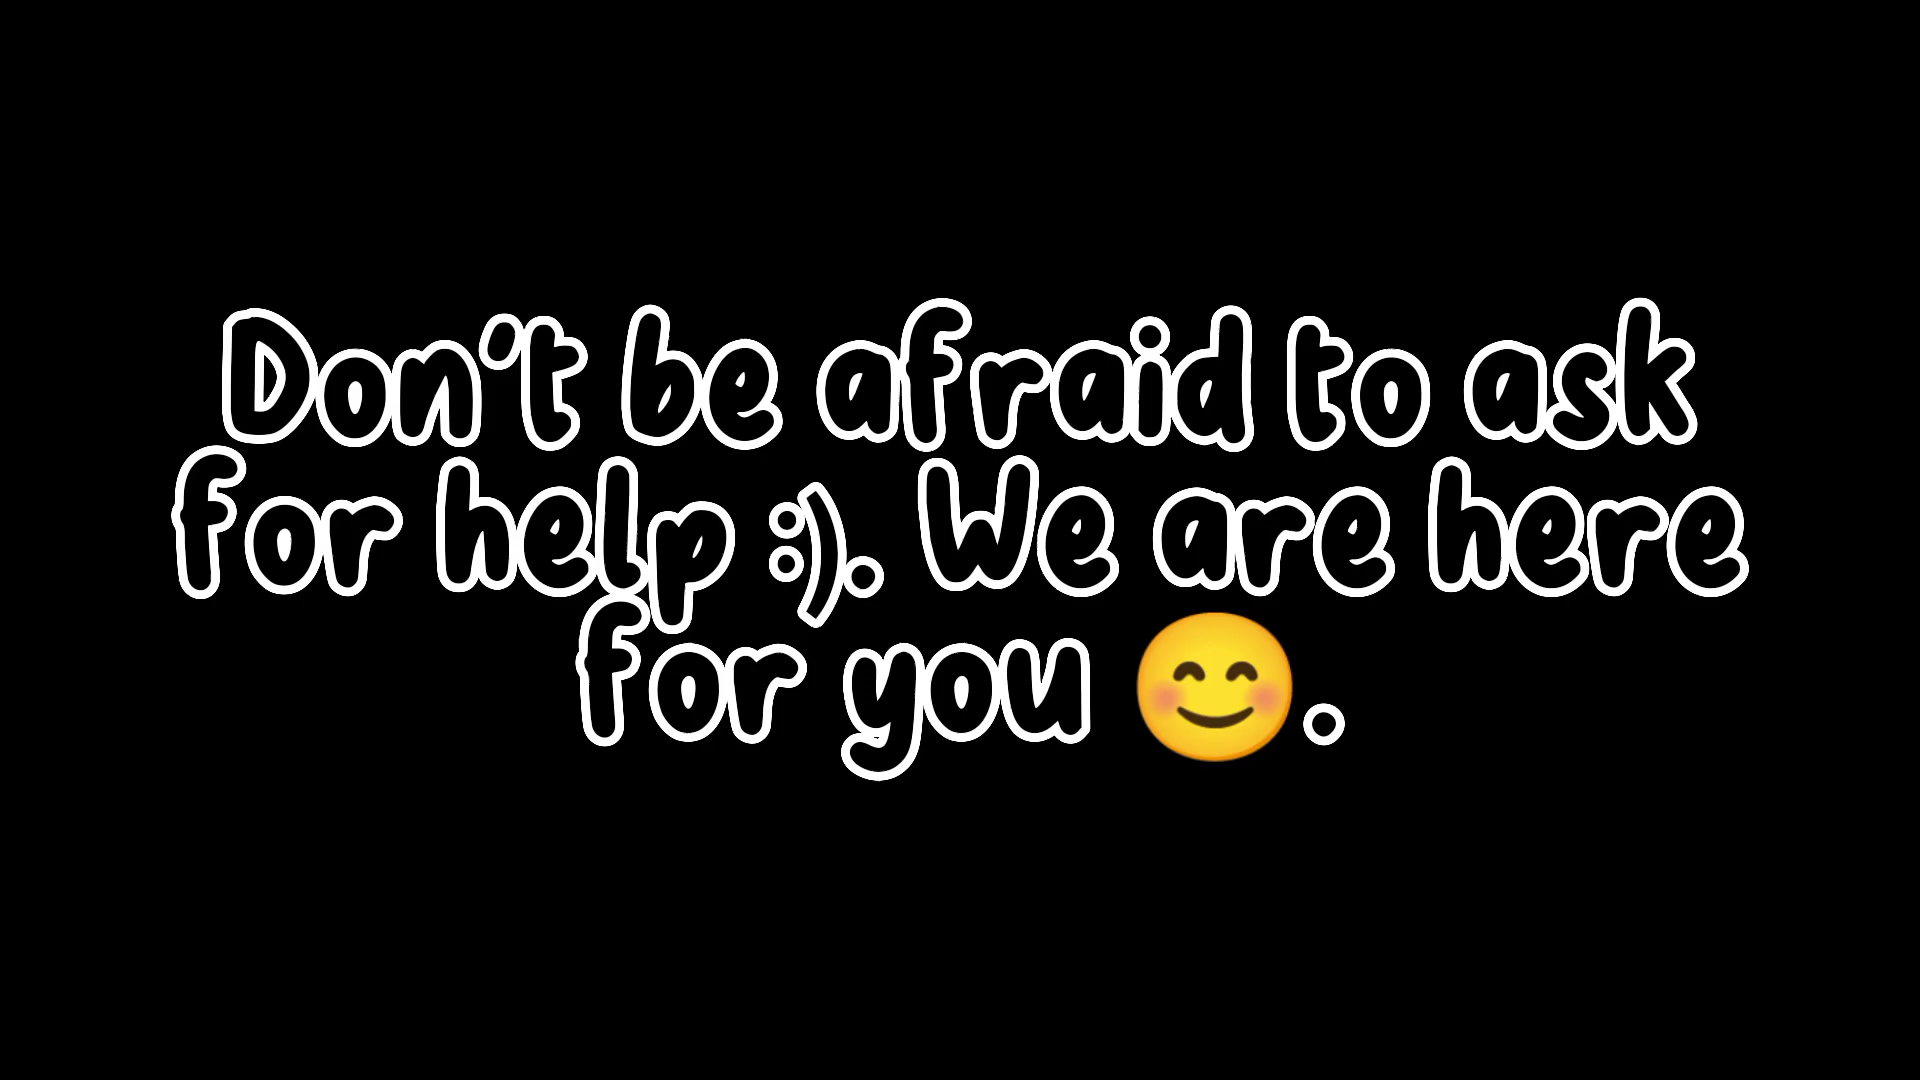 Don't be afraid to ask
for help :). We are here
for you 😊.